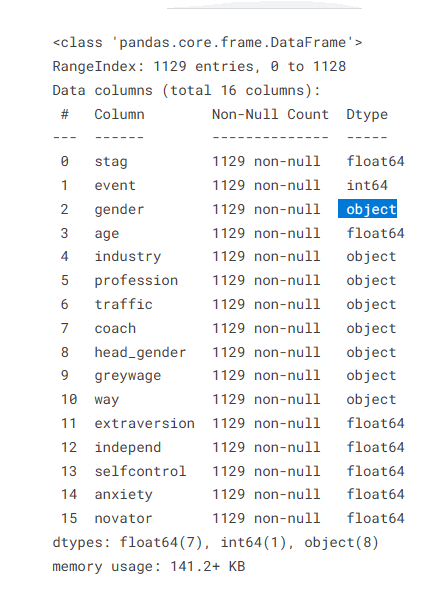 <class 'pandas.core.frame.DataFrame'>
RangeIndex: 1129 entries, 0 to 1128
Data columns (total 16 columns):
 #   Column        Non-Null Count  Dtype
---  ------        --------------  -----
 0   stag          1129 non-null   float64
 1   event         1129 non-null   int64
 2   gender        1129 non-null   object
 3   age           1129 non-null   float64
 4   industry      1129 non-null   object
 5   profession    1129 non-null   object
 6   traffic       1129 non-null   object
 7   coach         1129 non-null   object
 8   head_gender   1129 non-null   object
 9   greywage      1129 non-null   object
 10  way           1129 non-null   object
 11  extraversion  1129 non-null   float64
 12  independ      1129 non-null   float64
 13  selfcontrol   1129 non-null   float64
 14  anxiety       1129 non-null   float64
 15  novator       1129 non-null   float64
dtypes: float64(7), int64(1), object(8)
memory usage: 141.2+ KB